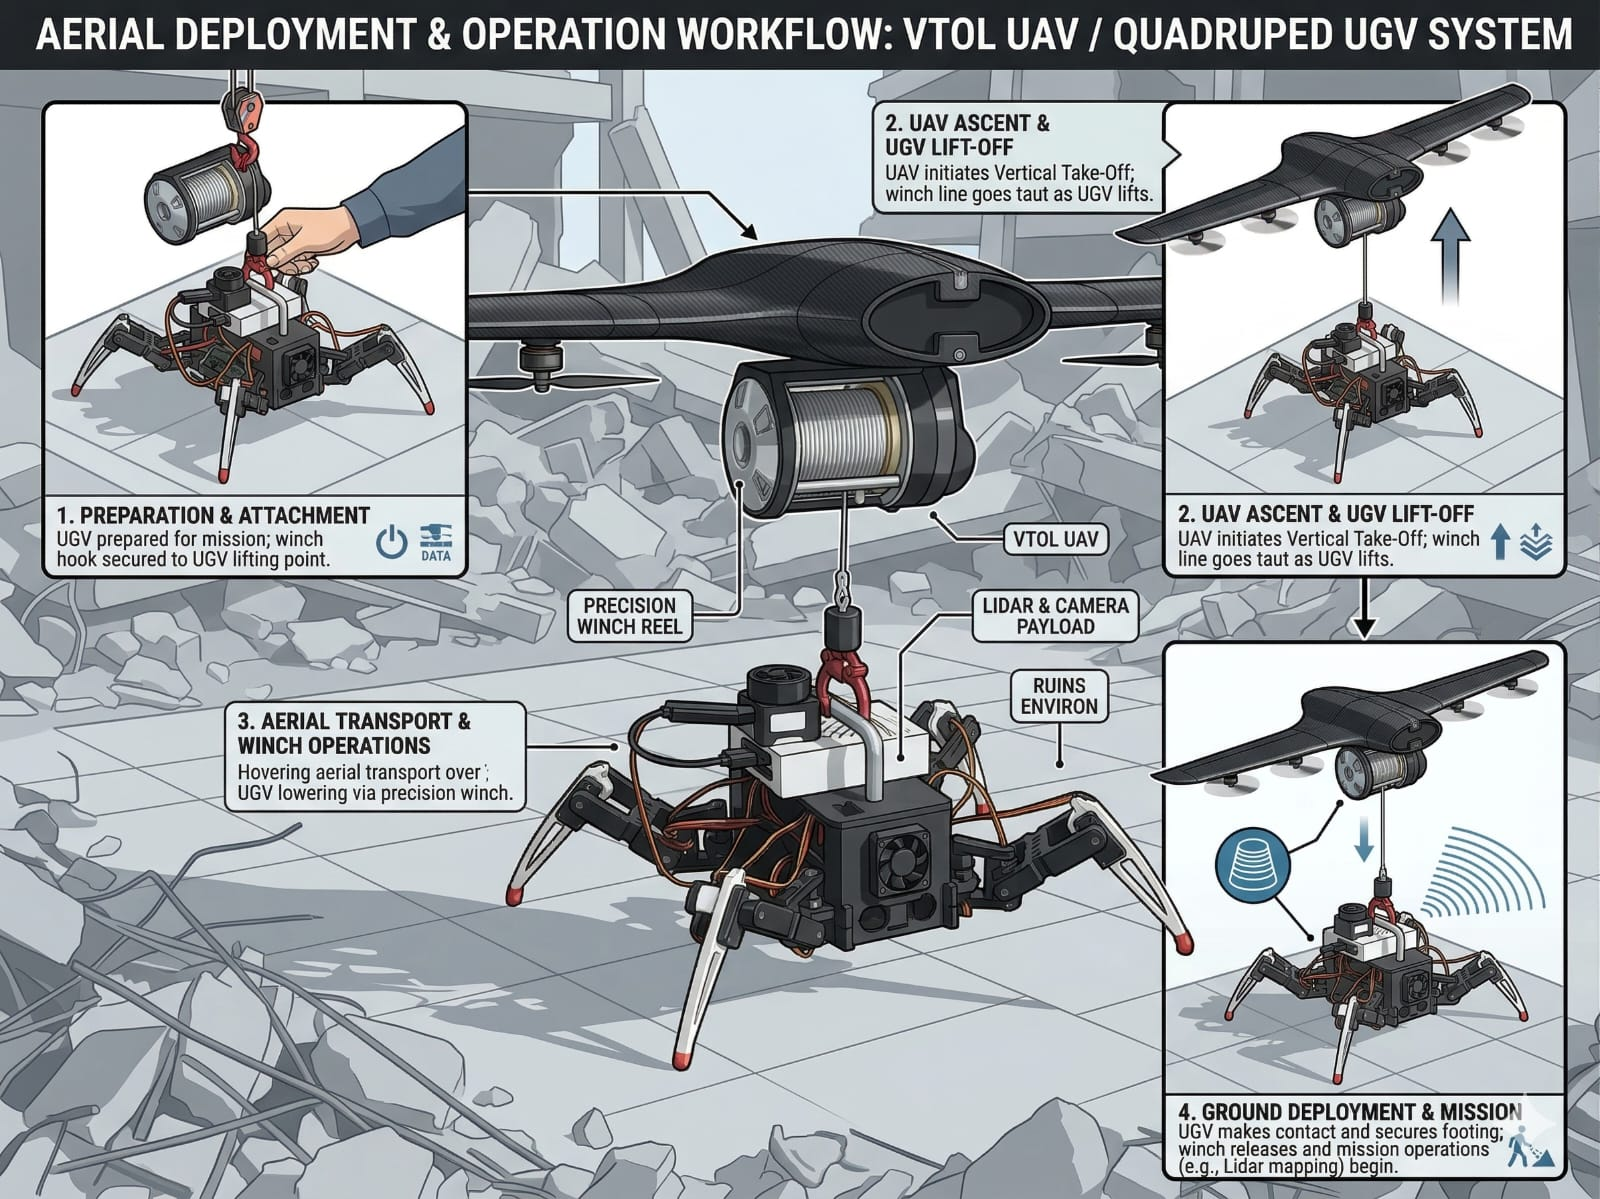 AERIAL DEPLOYMENT & OPERATION WORKFLOW: VTOL UAV / QUADRUPED UGV SYSTEM
1. PREPARATION & ATTACHMENT
UGV prepared for mission; winch
hook secured to UGV lifting point.
DATA
2. UAV ASCENT &
UGV LIFT-OFF
UAV initiates Vertical Take-Off;
winch line goes taut as UGV lifts.
2. UAV ASCENT & UGV LIFT-OFF
UAV initiates Vertical Take-Off; winch
line goes taut as UGV lifts.
VTOL UAV
PRECISION
WINCH REEL
LIDAR & CAMERA
PAYLOAD
RUINS
ENVIRON
3. AERIAL TRANSPORT &
WINCH OPERATIONS
Hovering aerial transport over ;
UGV lowering via precision winch.
4. GROUND DEPLOYMENT & MISSION
UGV makes contact and secures footing;
winch releases and mission operations
(e.g., Lidar mapping) begin.